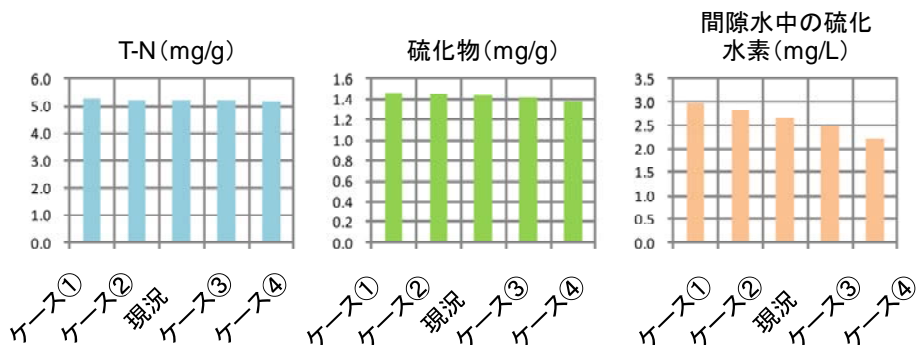 T-N(mg/g)
6.0
5.0
4.0
3.0
2.0
1.0
0.0
ケース①
ケース②
現況
ケース③
ケース④
硫化物(mg/g)
1.6
1.4
1.2
1.0
0.8
0.6
0.4
0.2
0.0
ケース①
ケース②
現況
ケース③
ケース④
間隙水中の硫化
水素(mg/L)
3.5
3.0
2.5
2.0
1.5
1.0
0.5
0.0
ケース①
ケース②
現況
ケース③
ケース④